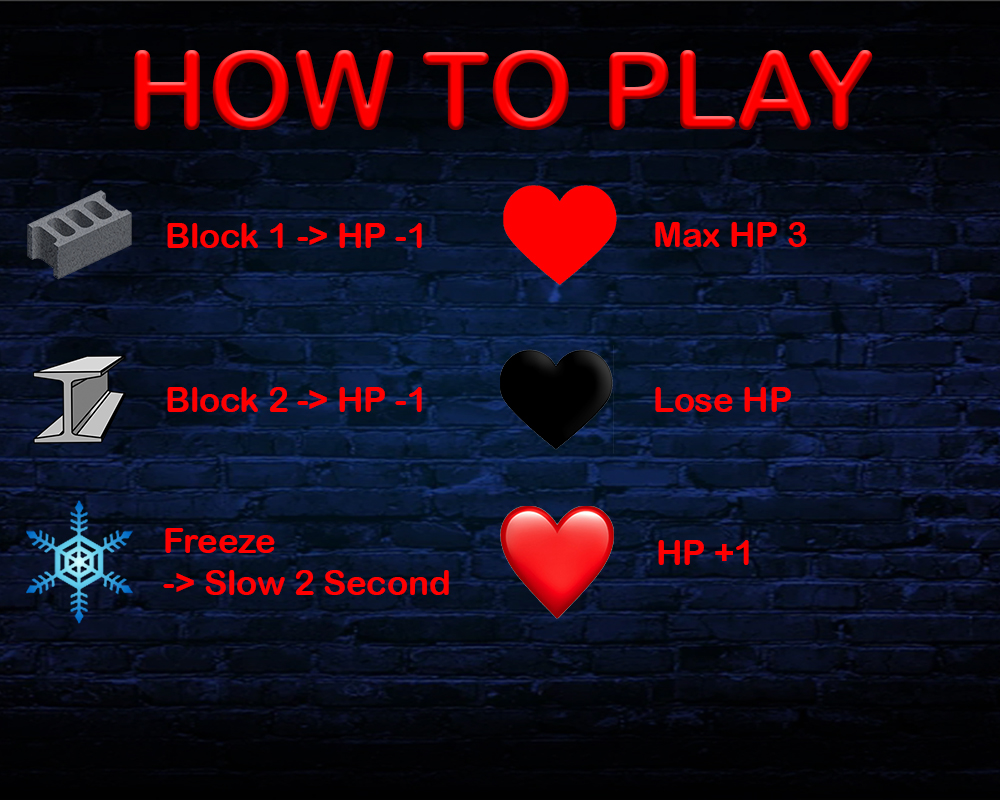 HOW TO PLAY
Block 1 -> HP -1
Max HP 3
Block 2 -> HP -1
Lose HP
Freeze
-> Slow 2 Second
HP +1